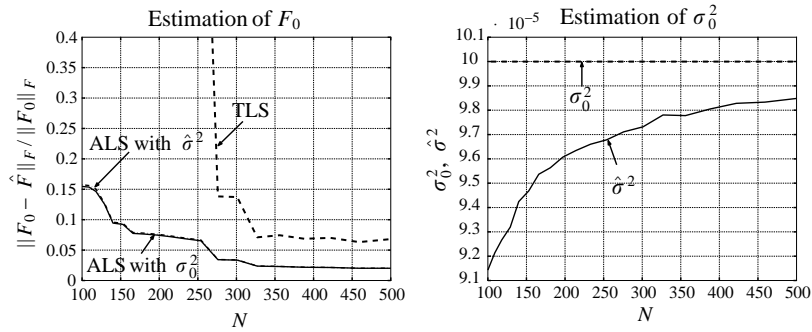 Estimation of F₀
0.4
0.35
0.3
0.25
0.2
0.15
0.1
0.05
0
‖F₀ − F̂‖_F / ‖F₀‖_F
TLS
ALS with σ̂²
ALS with σ₀²
100 150 200 250 300 350 400 450 500
N
Estimation of σ₀²
· 10⁻⁵
10.1
10
9.9
9.8
9.7
9.6
9.5
9.4
9.3
9.2
9.1
σ₀², σ̂²
σ₀²
σ̂²
100 150 200 250 300 350 400 450 500
N